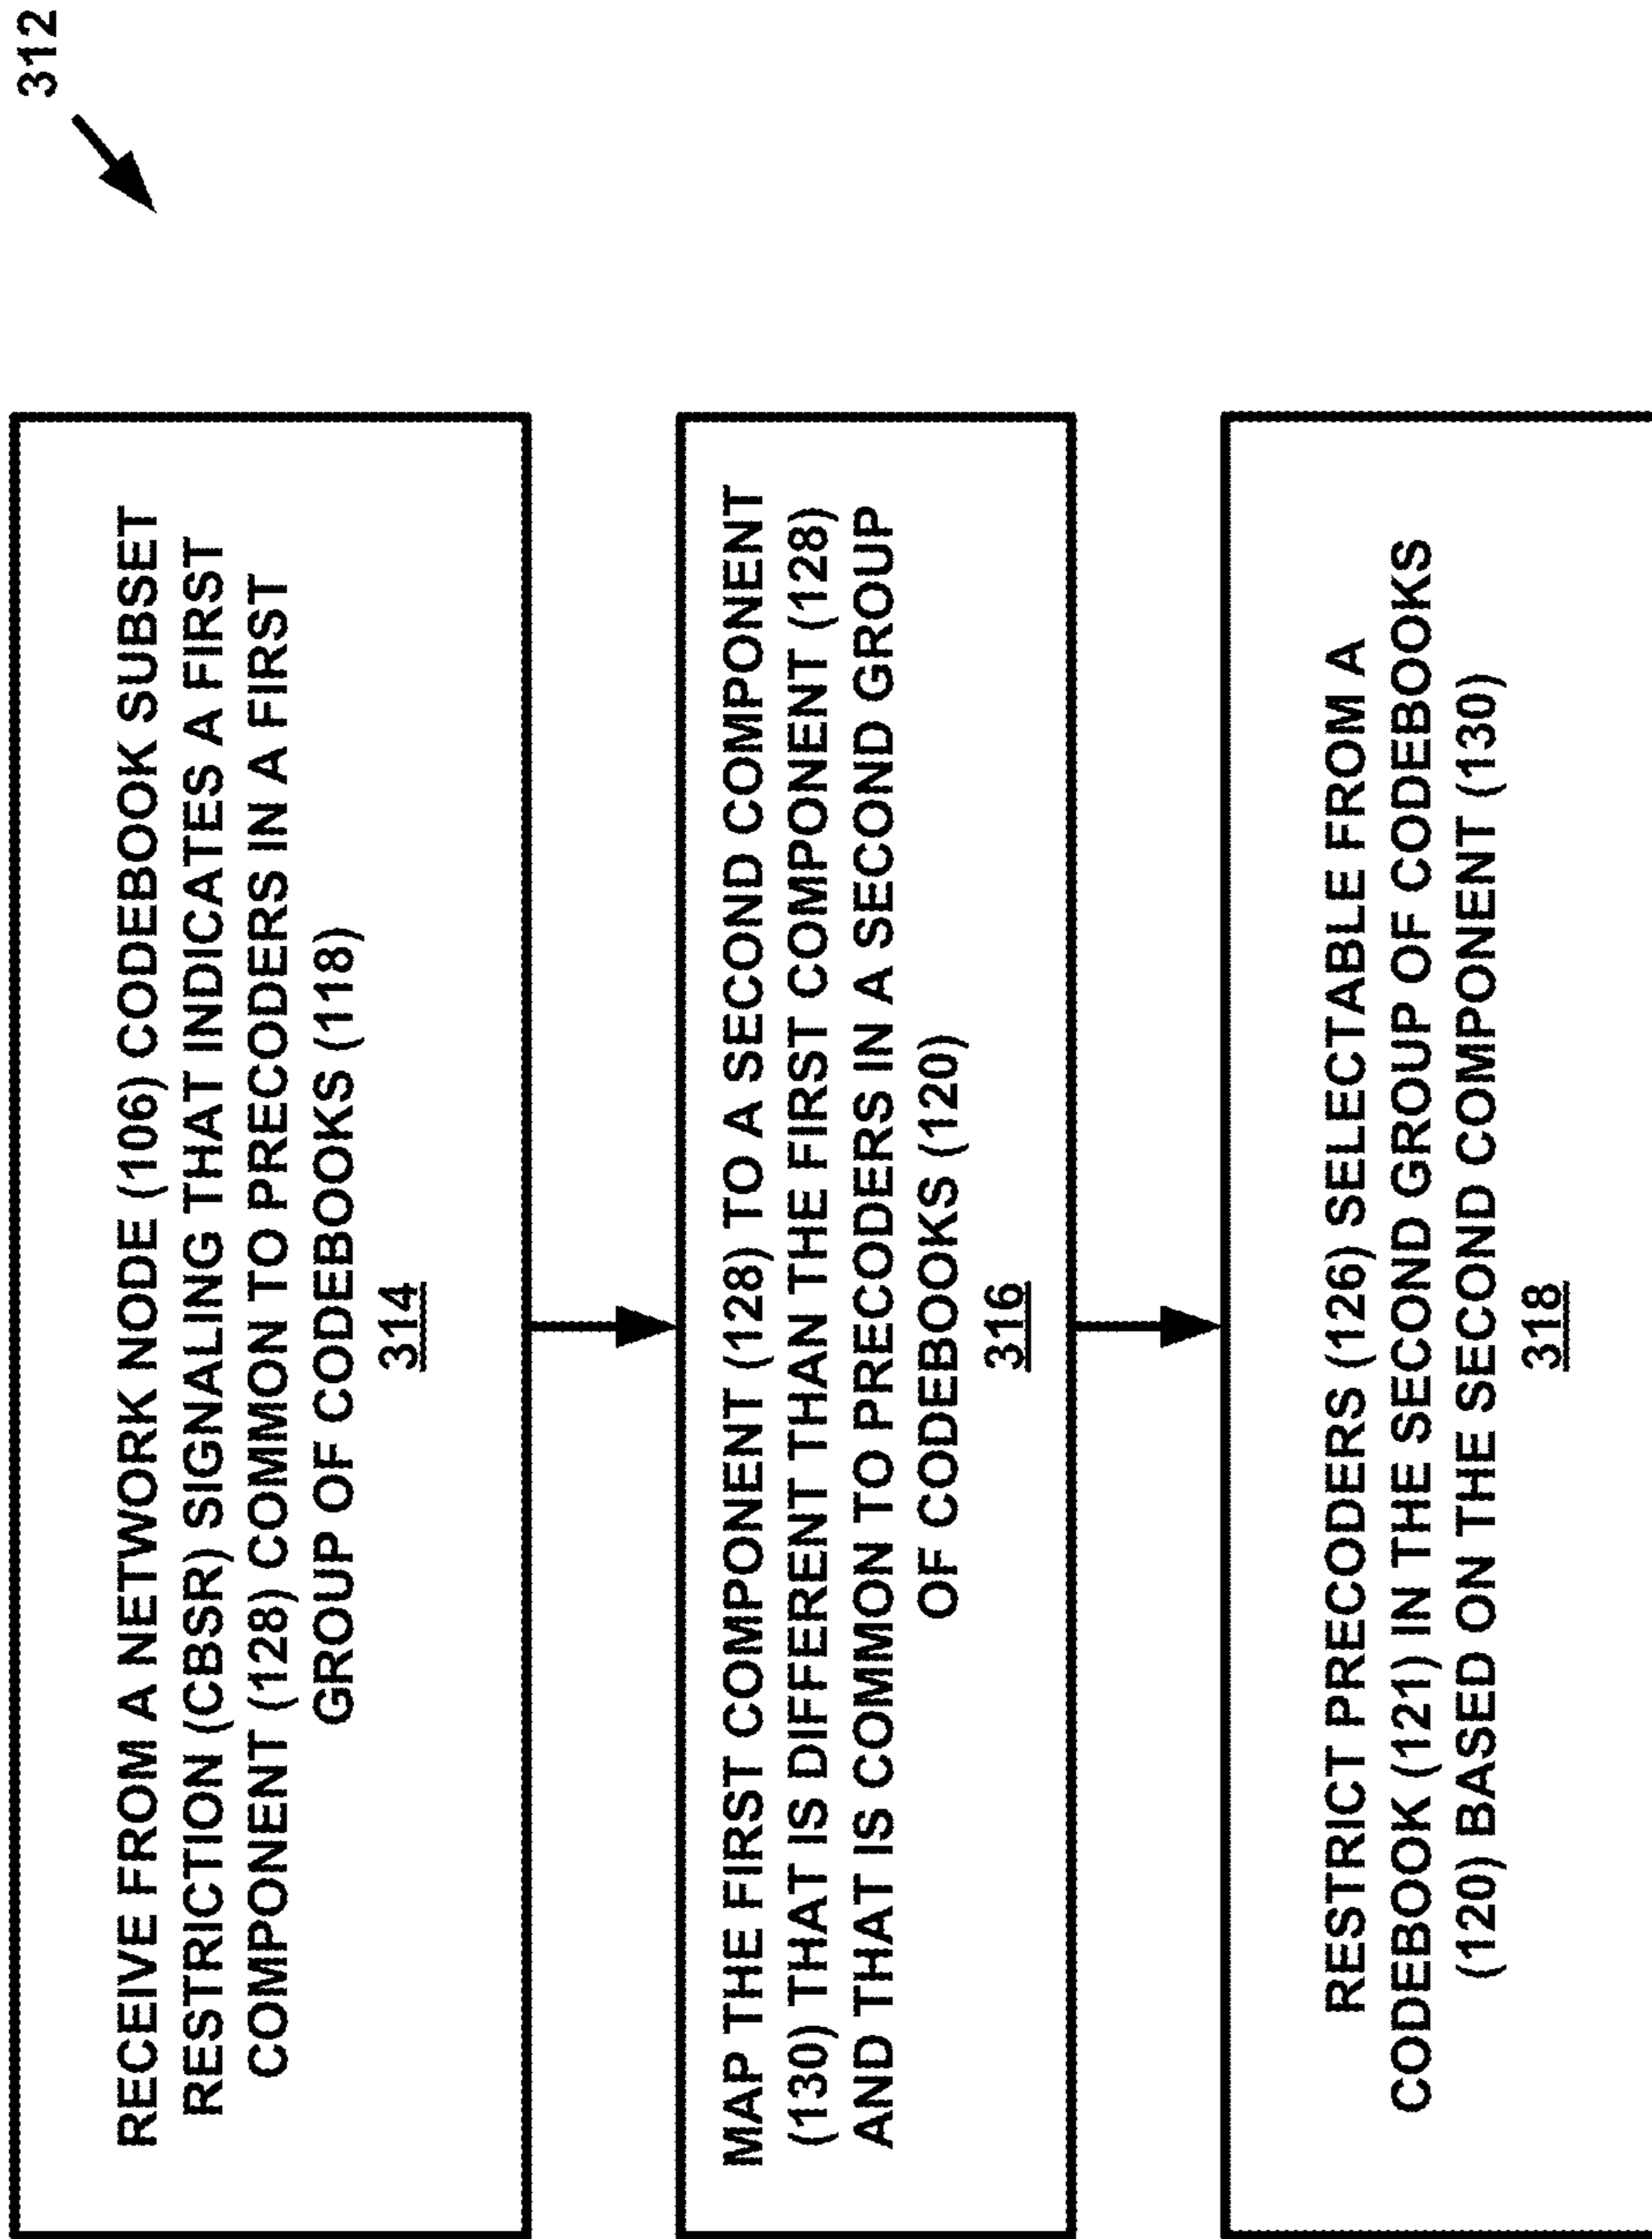 312
RECEIVE FROM A NETWORK NODE (106) CODEBOOK SUBSET
RESTRICTION (CBSR) SIGNALING THAT INDICATES A FIRST
COMPONENT (128) COMMON TO PRECODERS IN A FIRST
GROUP OF CODEBOOKS (118)
314
MAP THE FIRST COMPONENT (128) TO A SECOND COMPONENT
(130) THAT IS DIFFERENT THAN THE FIRST COMPONENT (128)
AND THAT IS COMMON TO PRECODERS IN A SECOND GROUP
OF CODEBOOKS (120)
316
RESTRICT PRECODERS (126) SELECTABLE FROM A
CODEBOOK (121) IN THE SECOND GROUP OF CODEBOOKS
(120) BASED ON THE SECOND COMPONENT (130)
318